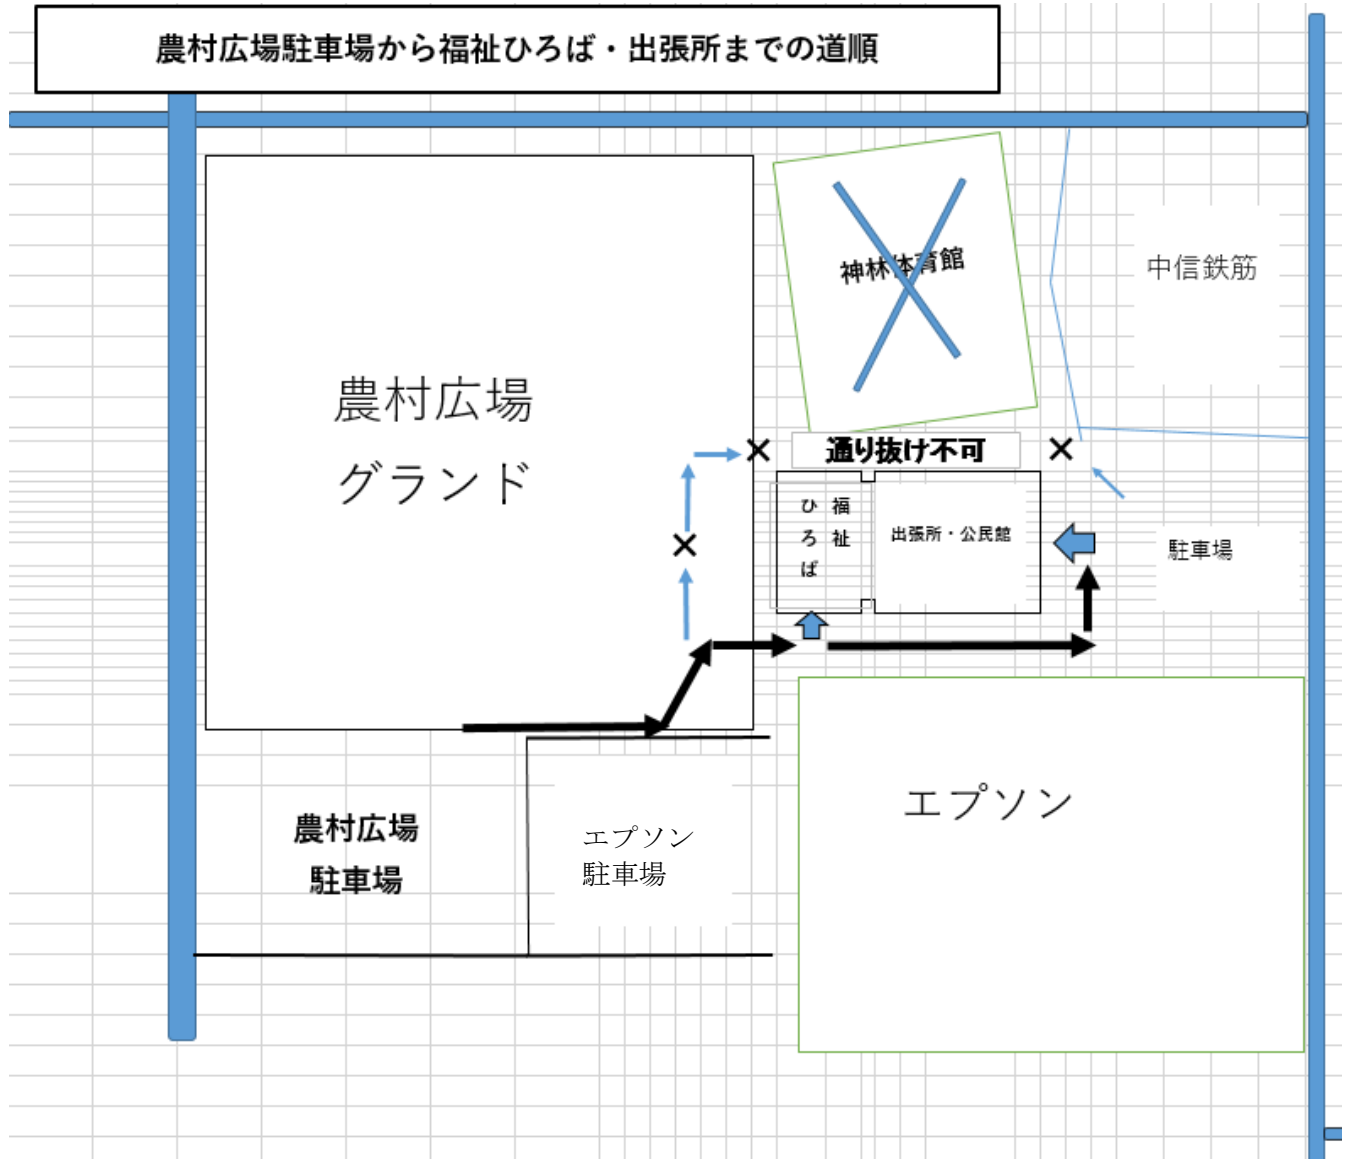 農村広場駐車場から福祉ひろば・出張所までの道順
神林体育館
中信鉄筋
農村広場
グランド
通り抜け不可
福祉
ひろば
出張所・公民館
駐車場
エプソン
農村広場
駐車場
エプソン
駐車場